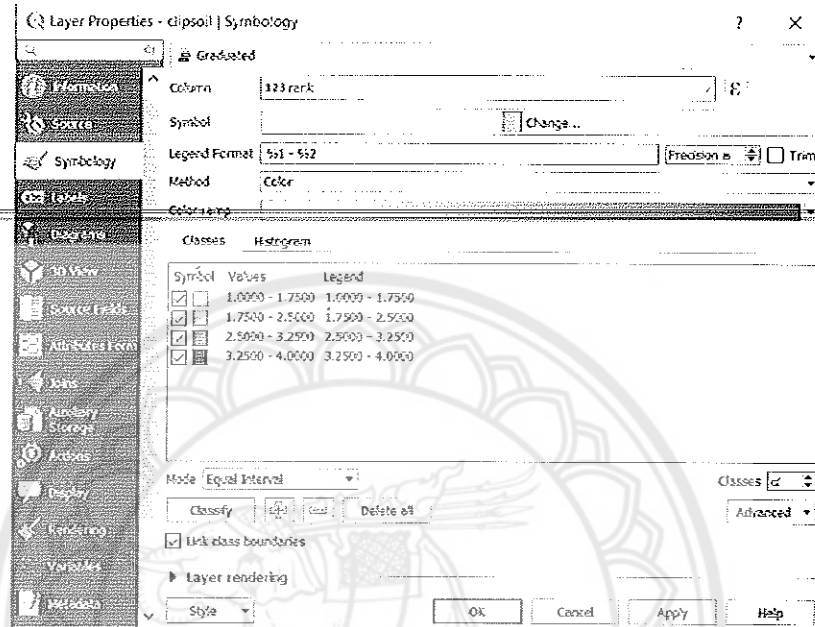 Layer Properties - clipsoil | Symbology ? ×
Graduated
Information
Column 123 rank ε
Source
Symbol Change...
Symbology
Legend Format %1 - %2 Precision Trim
Labels
Method Color
Color ramp
Diagrams
Classes Histogram
3D View
Symbol Values Legend
1.0000 - 1.7500 1.0000 - 1.7500
Source Fields
1.7500 - 2.5000 1.7500 - 2.5000
2.5000 - 3.2500 2.5000 - 3.2500
Attributes Form
3.2500 - 4.0000 3.2500 - 4.0000
Joins
Auxiliary
Storage
Actions
Mode Equal Interval Classes ๔
Display
Classify Delete all Advanced
Rendering
Link class boundaries
Variables
Layer rendering
Metadata
Style OK Cancel Apply Help